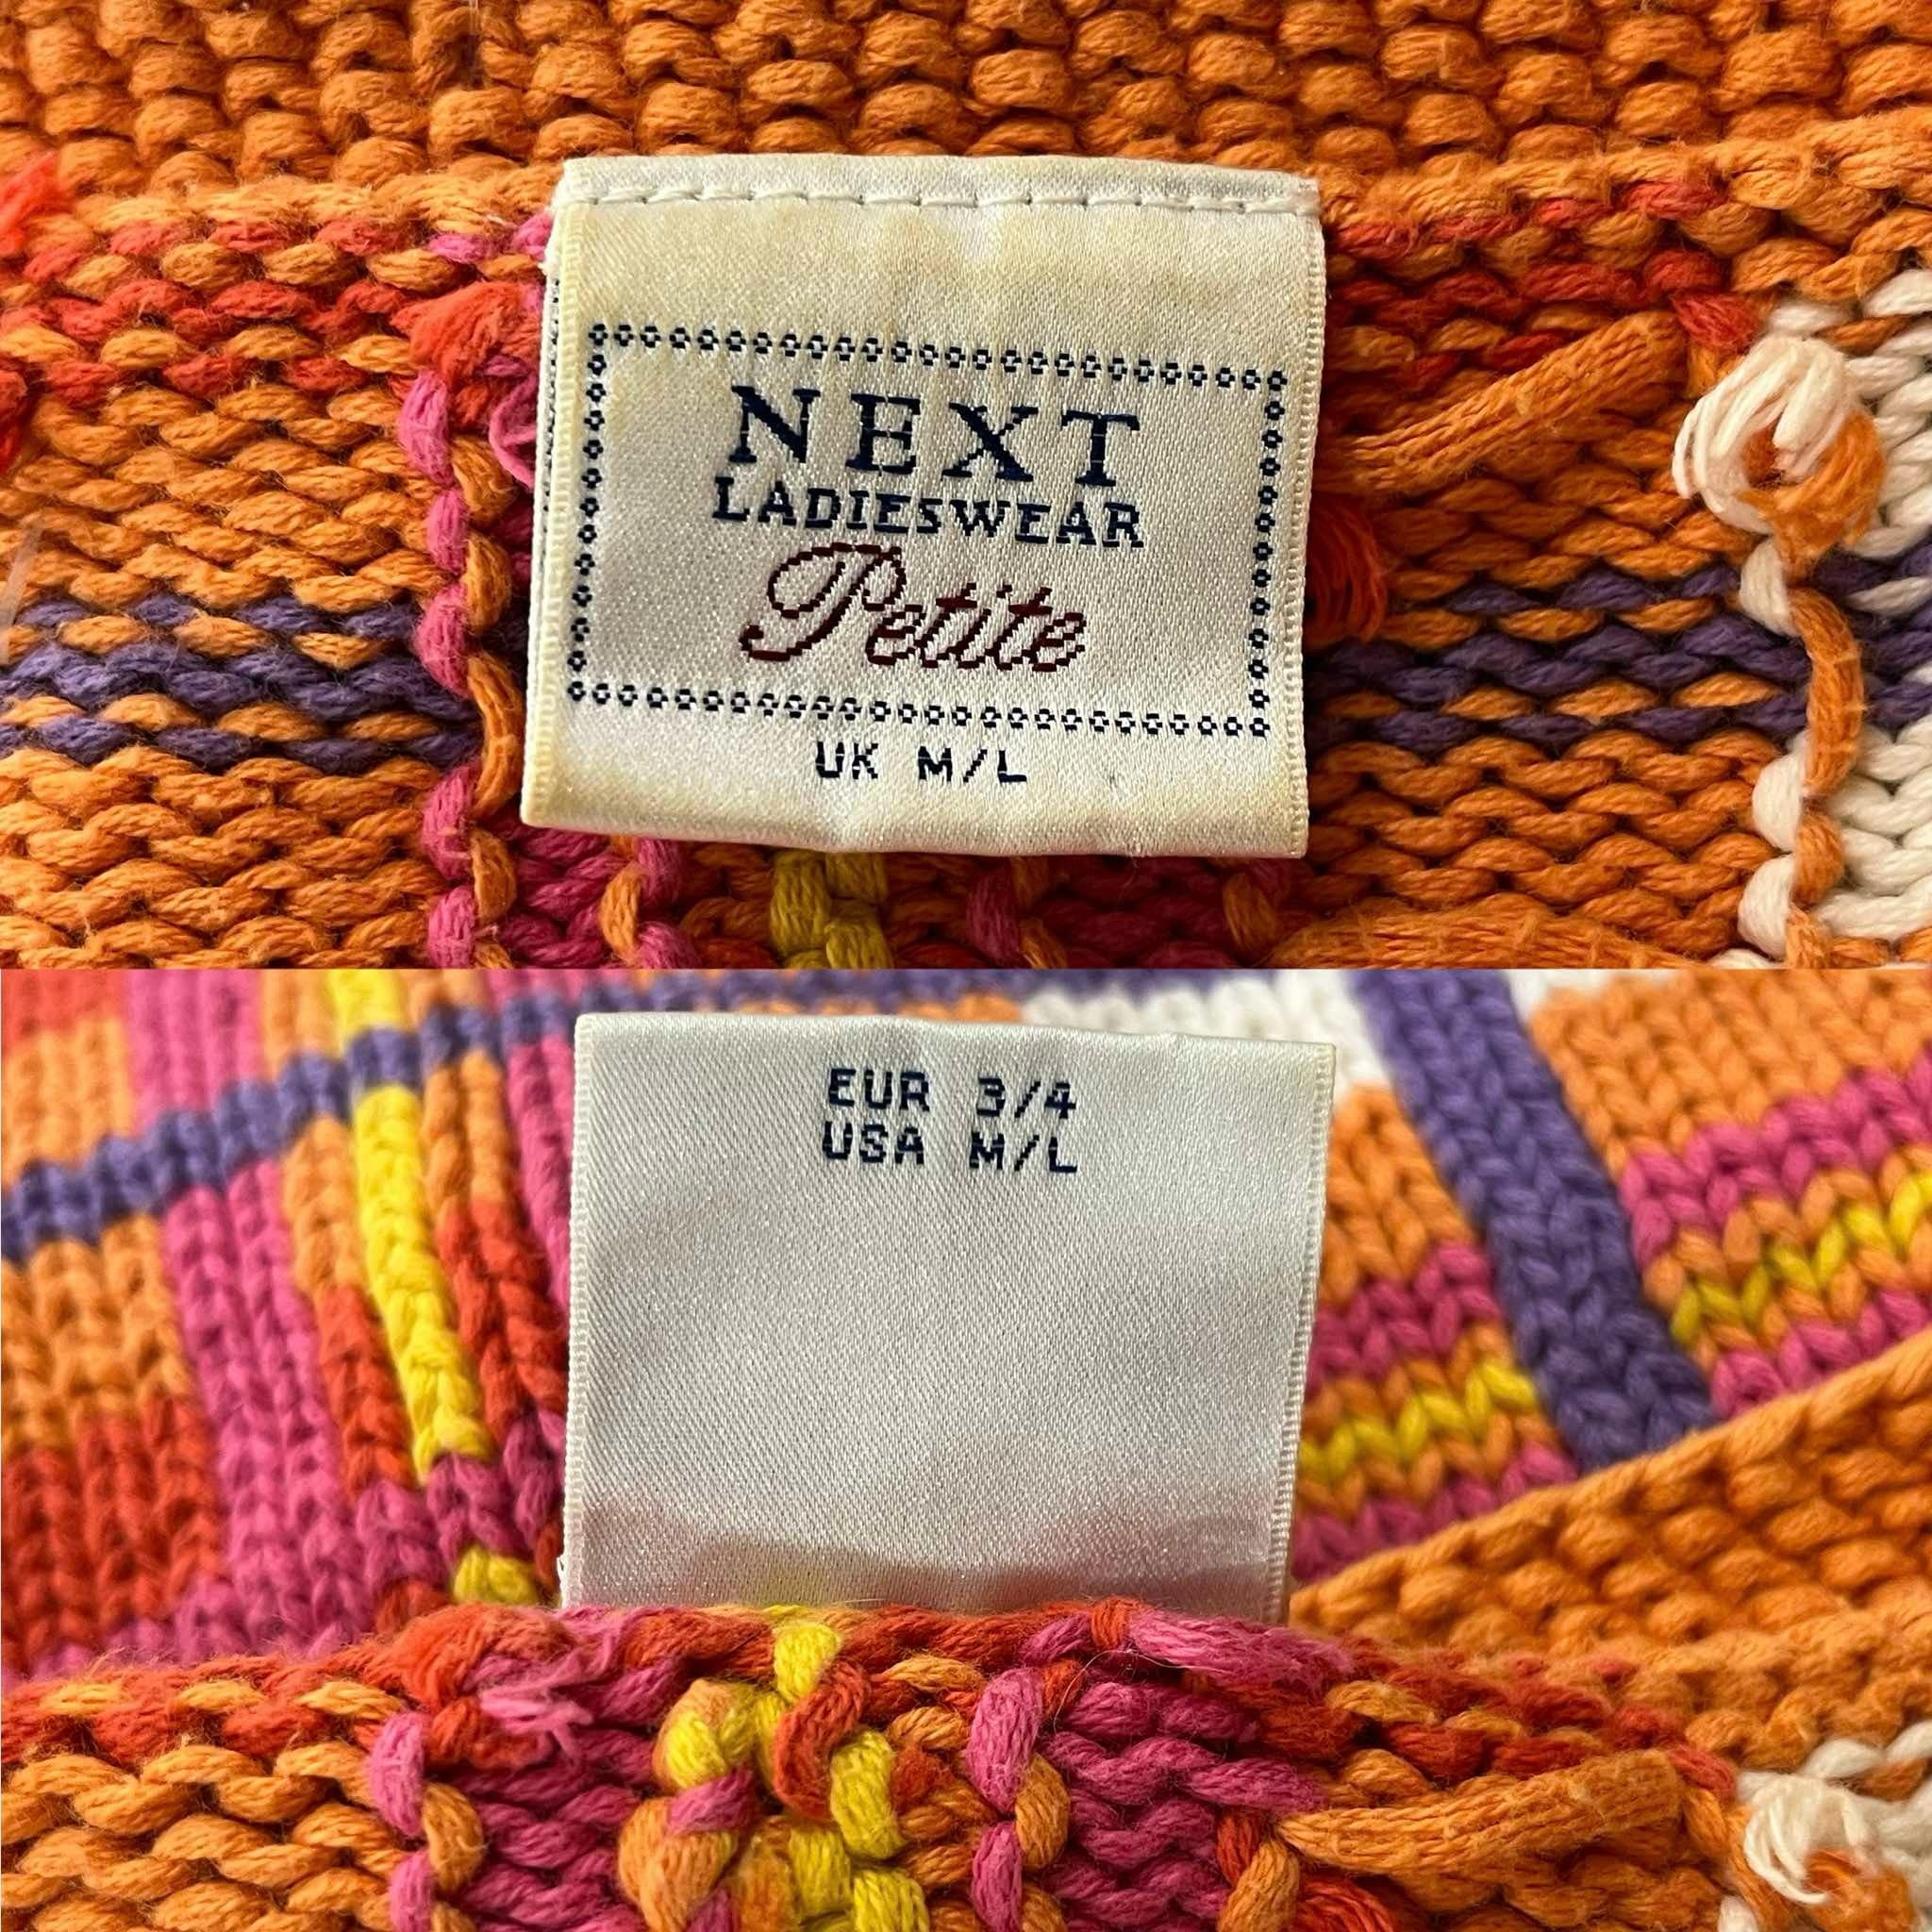 NEXT
LADIESWEAR
Petite
UK M/L
EUR 3/4
USA M/L